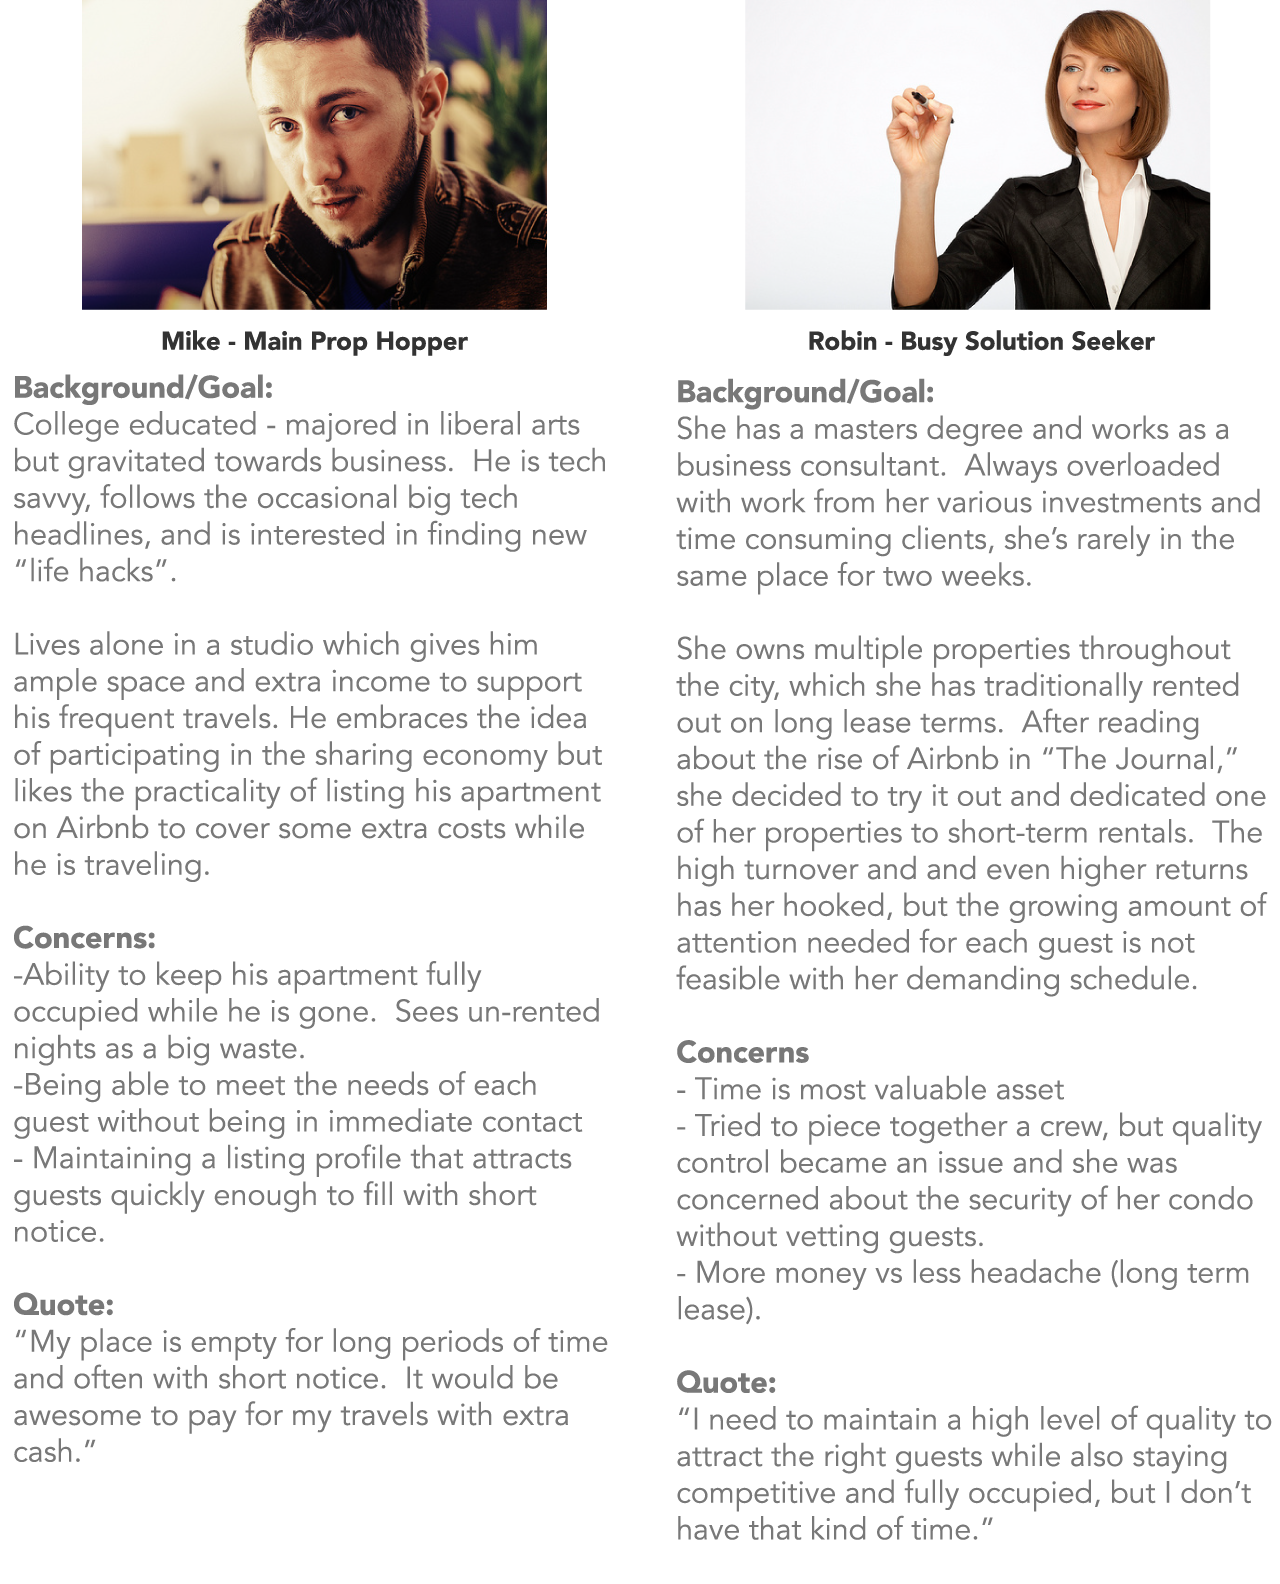 Mike - Main Prop Hopper
Background/Goal:
College educated - majored in liberal arts
but gravitated towards business.  He is tech
savvy, follows the occasional big tech
headlines, and is interested in finding new
“life hacks”.
Lives alone in a studio which gives him
ample space and extra income to support
his frequent travels. He embraces the idea
of participating in the sharing economy but
likes the practicality of listing his apartment
on Airbnb to cover some extra costs while
he is traveling.
Concerns:
-Ability to keep his apartment fully
occupied while he is gone.  Sees un-rented
nights as a big waste.
-Being able to meet the needs of each
guest without being in immediate contact
- Maintaining a listing profile that attracts
guests quickly enough to fill with short
notice.
Quote:
“My place is empty for long periods of time
and often with short notice.  It would be
awesome to pay for my travels with extra
cash.”
Robin - Busy Solution Seeker
Background/Goal:
She has a masters degree and works as a
business consultant.  Always overloaded
with work from her various investments and
time consuming clients, she’s rarely in the
same place for two weeks.
She owns multiple properties throughout
the city, which she has traditionally rented
out on long lease terms.  After reading
about the rise of Airbnb in “The Journal,”
she decided to try it out and dedicated one
of her properties to short-term rentals.  The
high turnover and and even higher returns
has her hooked, but the growing amount of
attention needed for each guest is not
feasible with her demanding schedule.
Concerns
- Time is most valuable asset
- Tried to piece together a crew, but quality
control became an issue and she was
concerned about the security of her condo
without vetting guests.
- More money vs less headache (long term
lease).
Quote:
“I need to maintain a high level of quality to
attract the right guests while also staying
competitive and fully occupied, but I don’t
have that kind of time.”